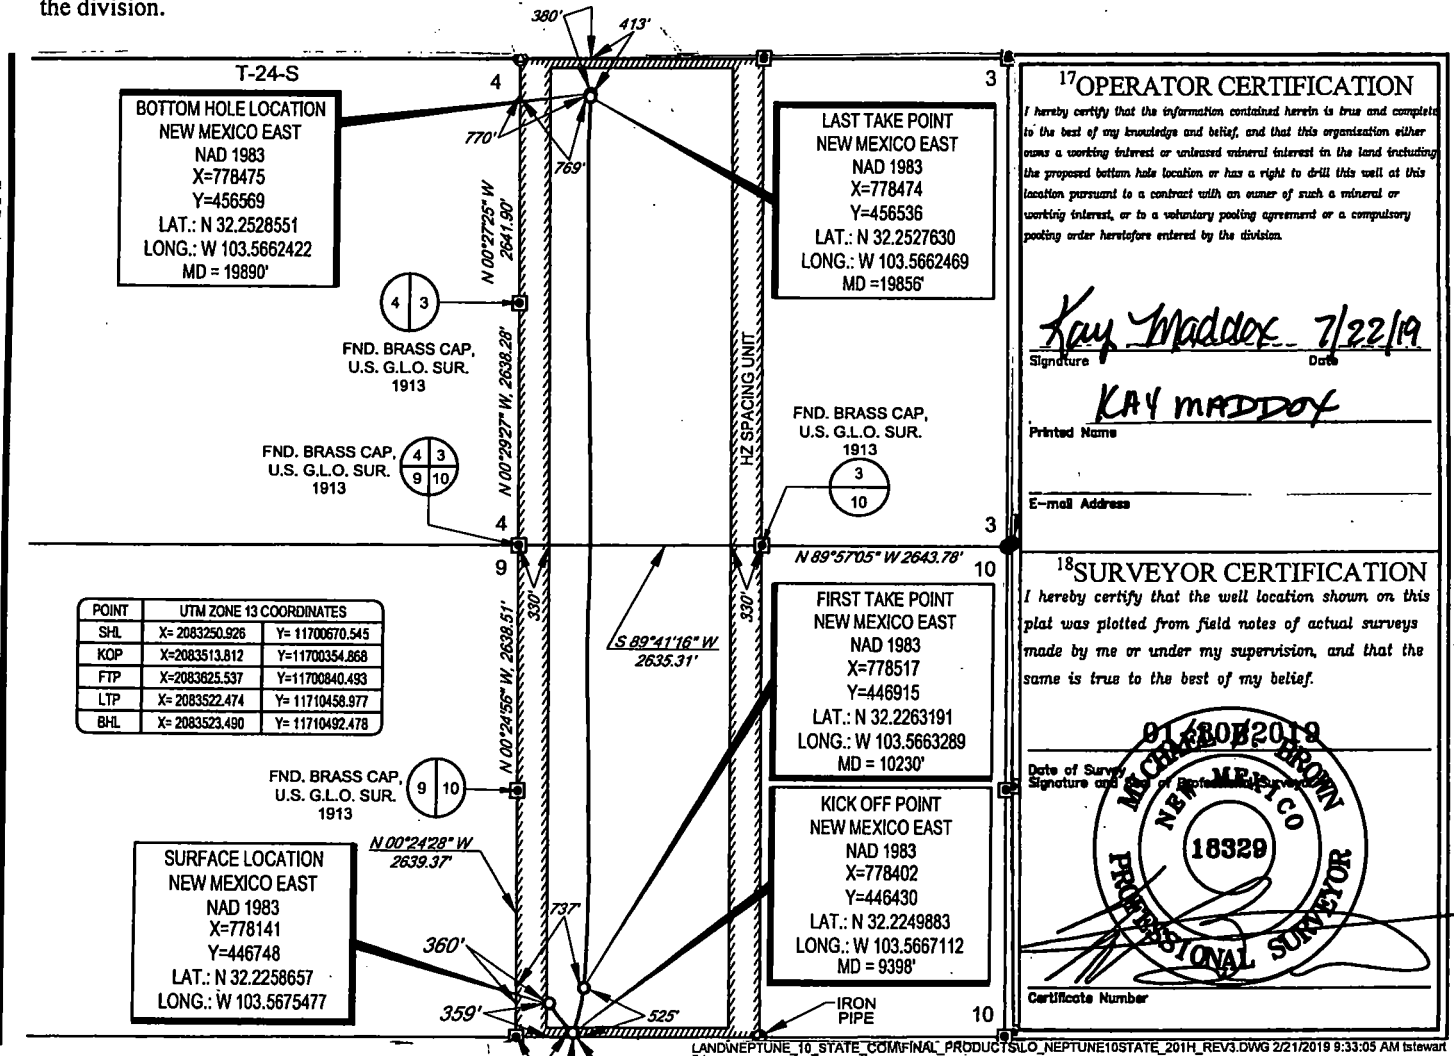 the division.
380'
413'
T-24-S
4
3
BOTTOM HOLE LOCATION
NEW MEXICO EAST
NAD 1983
X=778475
Y=456569
LAT.: N 32.2528551
LONG.: W 103.5662422
MD = 19890'
770'
769'
LAST TAKE POINT
NEW MEXICO EAST
NAD 1983
X=778474
Y=456536
LAT.: N 32.2527630
LONG.: W 103.5662469
MD =19856'
N 00°27'25" W
2641.90'
4 3
FND. BRASS CAP,
U.S. G.L.O. SUR.
1913
N 00°29'27" W, 2638.28'
HZ SPACING UNIT
FND. BRASS CAP,
U.S. G.L.O. SUR.
1913
4 3
9 10
FND. BRASS CAP,
U.S. G.L.O. SUR.
1913
3
10
4
3
9
10
N 89°57'05" W 2643.78'
330'
330'
S 89°41'16" W
2635.31'
POINT UTM ZONE 13 COORDINATES
SHL X= 2083250.926 Y= 11700670.545
KOP X=2083513.812 Y=11700354.868
FTP X=2083625.537 Y=11700840.493
LTP X= 2083522.474 Y= 11710458.977
BHL X= 2083523.490 Y= 11710492.478
N 00°24'56" W, 2638.51'
FIRST TAKE POINT
NEW MEXICO EAST
NAD 1983
X=778517
Y=446915
LAT.: N 32.2263191
LONG.: W 103.5663289
MD = 10230'
FND. BRASS CAP,
U.S. G.L.O. SUR.
1913
9 10
N 00°24'28" W
2639.37'
KICK OFF POINT
NEW MEXICO EAST
NAD 1983
X=778402
Y=446430
LAT.: N 32.2249883
LONG.: W 103.5667112
MD = 9398'
SURFACE LOCATION
NEW MEXICO EAST
NAD 1983
X=778141
Y=446748
LAT.: N 32.2258657
LONG.: W 103.5675477
737'
360'
359'
525'
IRON
PIPE
10
17OPERATOR CERTIFICATION
I hereby certify that the information contained herein is true and complete
to the best of my knowledge and belief, and that this organization either
owns a working interest or unleased mineral interest in the land including
the proposed bottom hole location or has a right to drill this well at this
location pursuant to a contract with an owner of such a mineral or
working interest, or to a voluntary pooling agreement or a compulsory
pooling order heretofore entered by the division.
Kay Maddox 7/22/19
Signature Date
KAY MADDOX
Printed Name
E-mail Address
18SURVEYOR CERTIFICATION
I hereby certify that the well location shown on this
plat was plotted from field notes of actual surveys
made by me or under my supervision, and that the
same is true to the best of my belief.
01/30/2019
Date of Survey
Signature and Seal of Professional Surveyor
MICHAEL BROWN
NEW MEXICO
18329
PROFESSIONAL SURVEYOR
Certificate Number
LAND\NEPTUNE_10_STATE_COM\FINAL_PRODUCTS\LO_NEPTUNE10STATE_201H_REV3.DWG 2/21/2019 9:33:05 AM tstewart